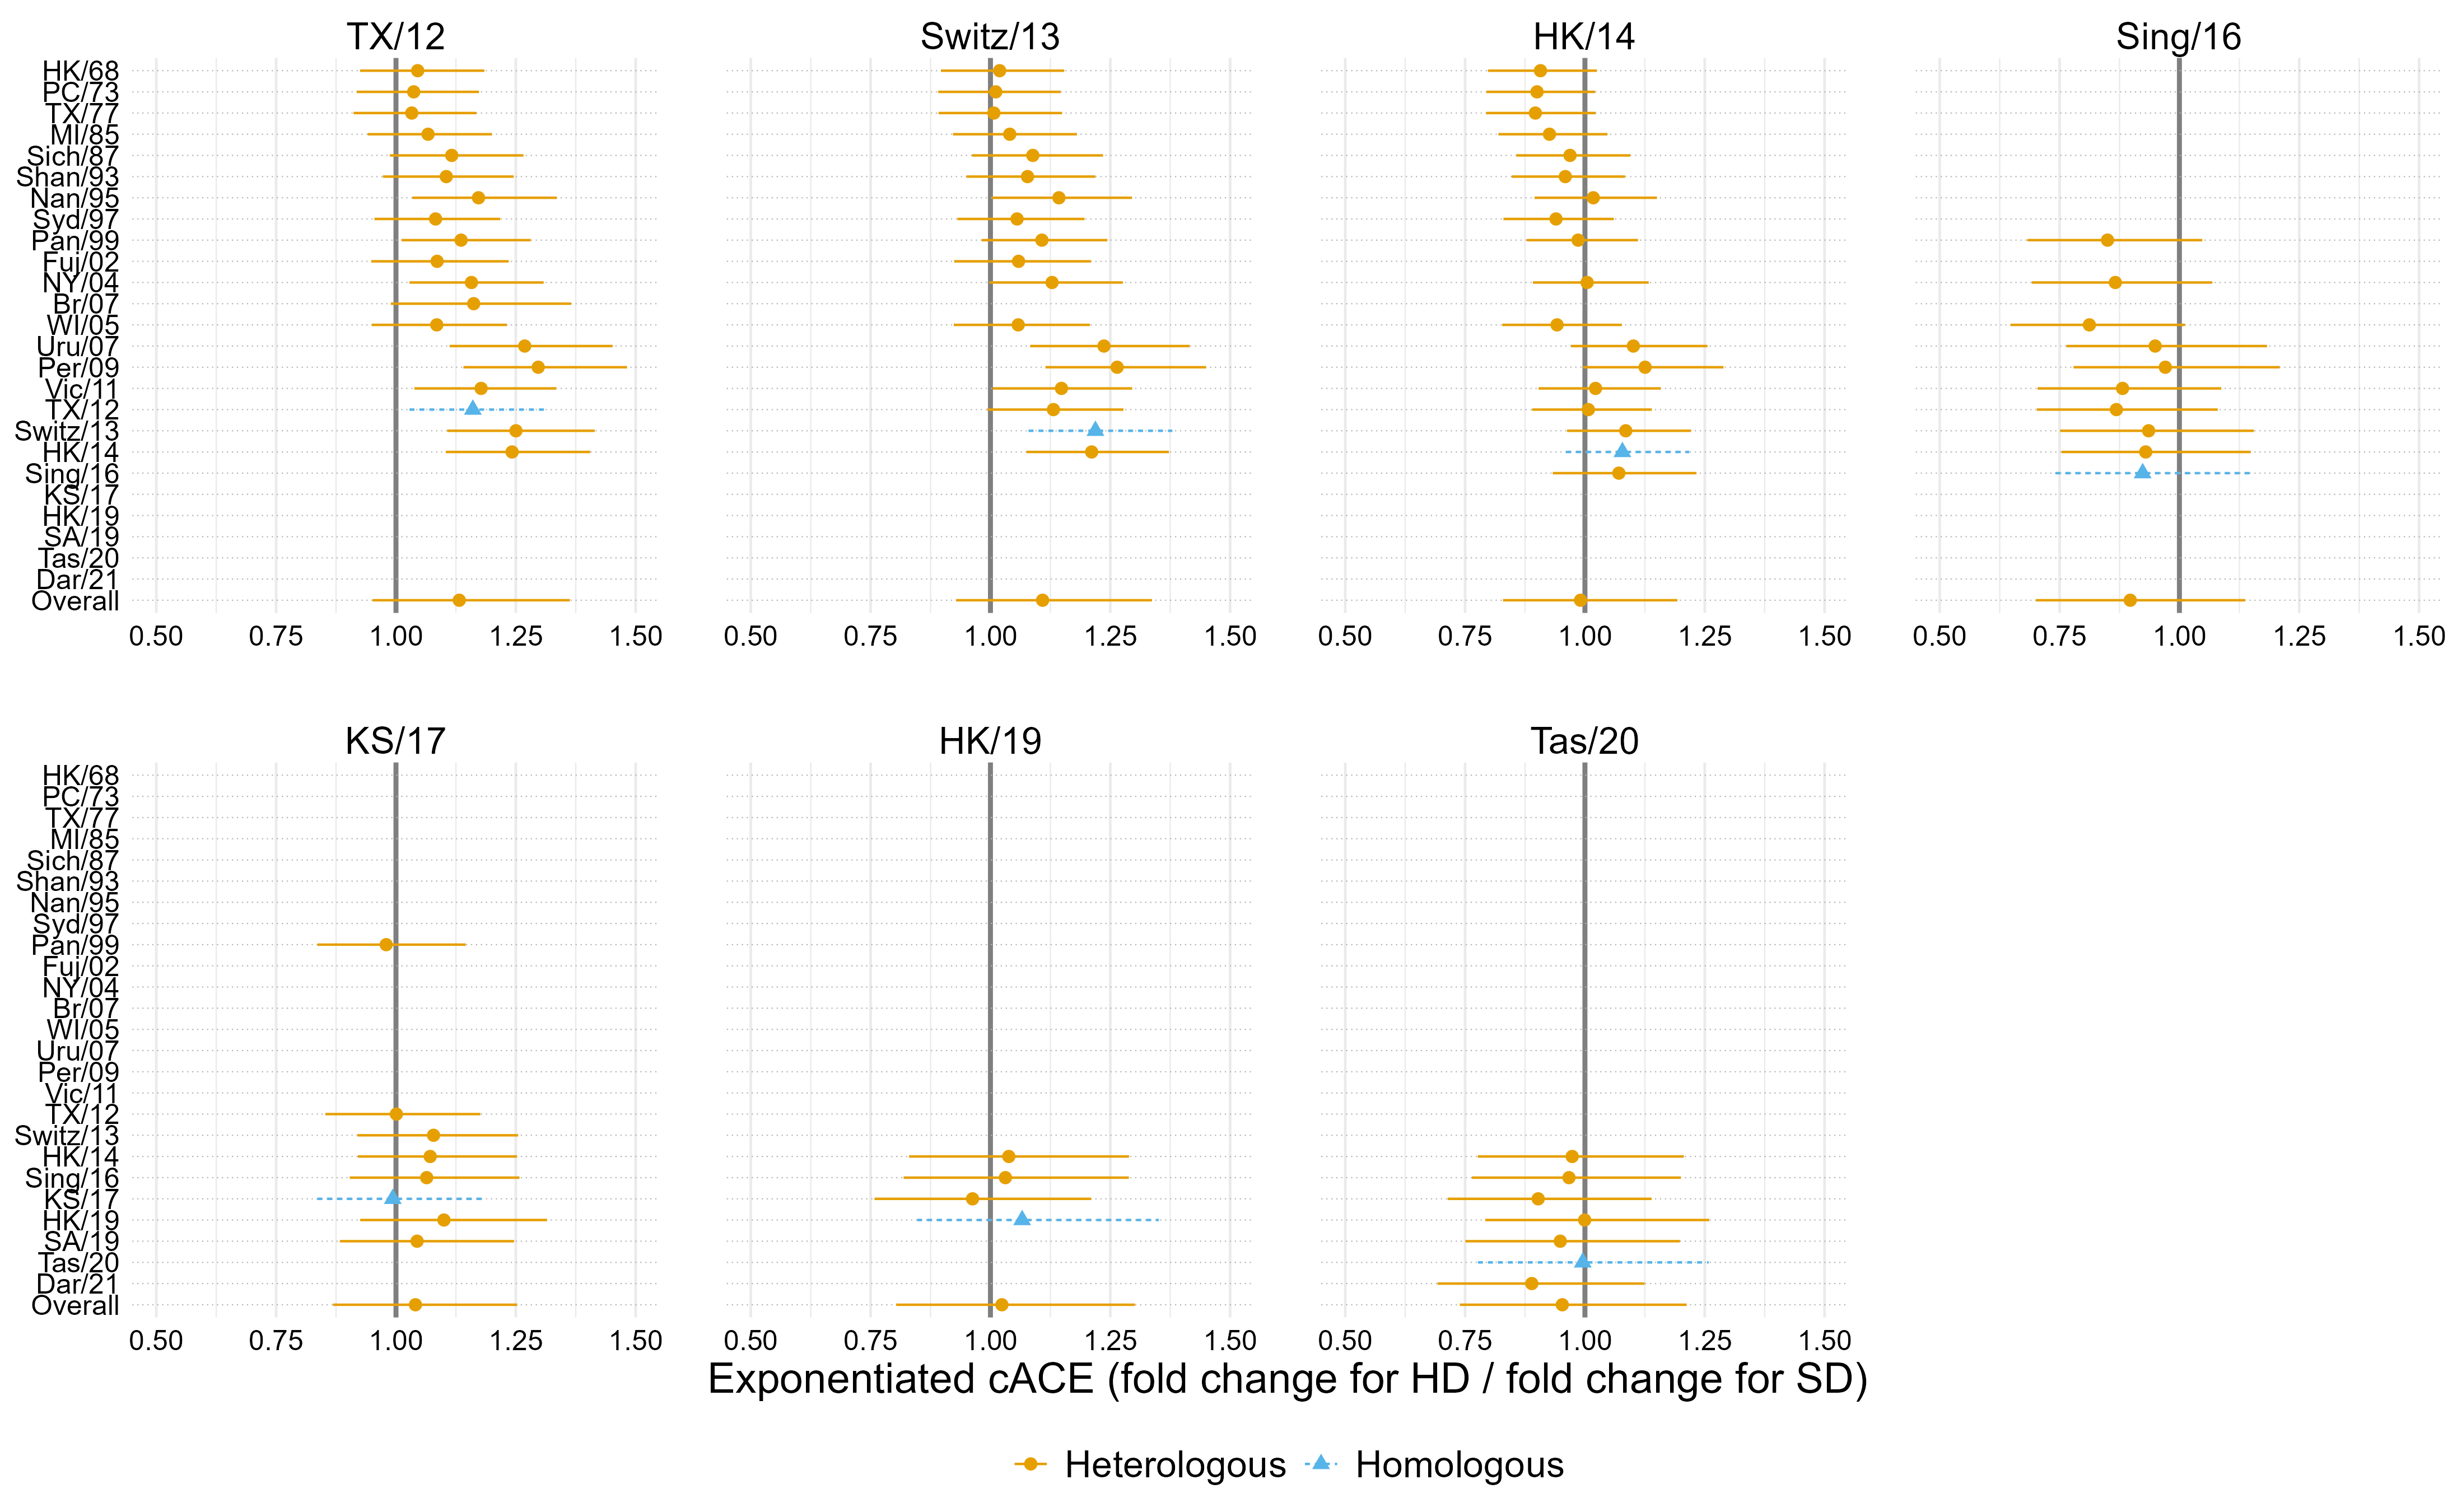 TX/12 Switz/13 HK/14 Sing/16
HK/68
PC/73
TX/77
MI/85
Sich/87
Shan/93
Nan/95
Syd/97
Pan/99
Fuj/02
NY/04
Br/07
WI/05
Uru/07
Per/09
Vic/11
TX/12
Switz/13
HK/14
Sing/16
KS/17
HK/19
SA/19
Tas/20
Dar/21
Overall
0.50 0.75 1.00 1.25 1.50 0.50 0.75 1.00 1.25 1.50 0.50 0.75 1.00 1.25 1.50 0.50 0.75 1.00 1.25 1.50
KS/17 HK/19 Tas/20
HK/68
PC/73
TX/77
MI/85
Sich/87
Shan/93
Nan/95
Syd/97
Pan/99
Fuj/02
NY/04
Br/07
WI/05
Uru/07
Per/09
Vic/11
TX/12
Switz/13
HK/14
Sing/16
KS/17
HK/19
SA/19
Tas/20
Dar/21
Overall
0.50 0.75 1.00 1.25 1.50 0.50 0.75 1.00 1.25 1.50 0.50 0.75 1.00 1.25 1.50
Exponentiated cACE (fold change for HD / fold change for SD)
Heterologous Homologous